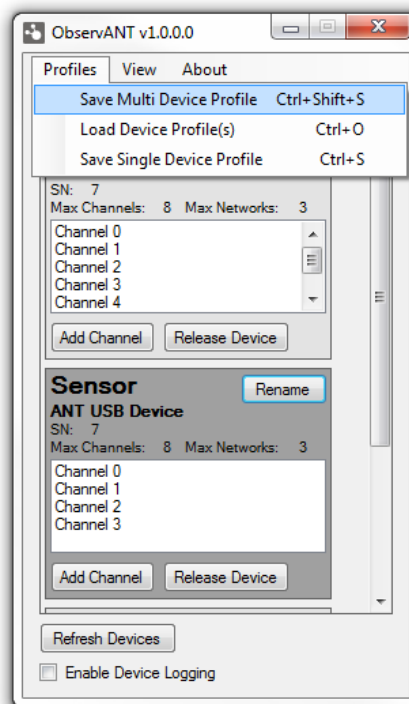 ObservANT v1.0.0.0
Profiles View About
Save Multi Device Profile Ctrl+Shift+S
Load Device Profile(s) Ctrl+O
Save Single Device Profile Ctrl+S
SN: 7
Max Channels: 8 Max Networks: 3
Channel 0
Channel 1
Channel 2
Channel 3
Channel 4
Add Channel Release Device
Sensor Rename
ANT USB Device
SN: 7
Max Channels: 8 Max Networks: 3
Channel 0
Channel 1
Channel 2
Channel 3
Add Channel Release Device
Refresh Devices
Enable Device Logging